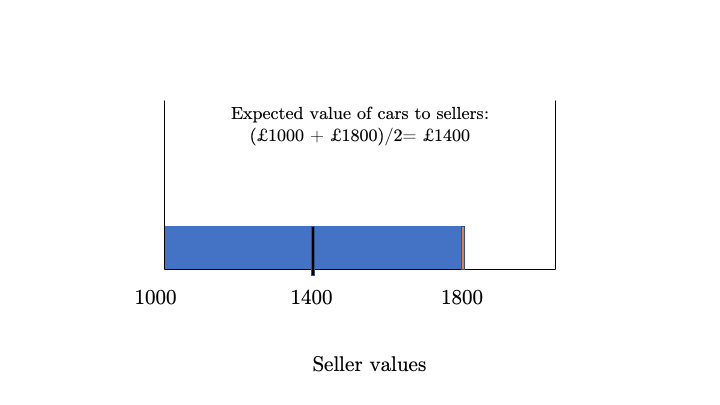 Expected value of cars to sellers:
(£1000 + £1800)/2= £1400
1000 1400 1800
Seller values